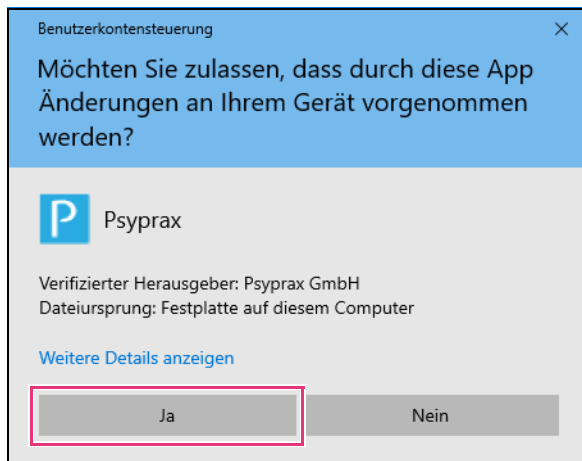 Benutzerkontensteuerung
Möchten Sie zulassen, dass durch diese App
Änderungen an Ihrem Gerät vorgenommen
werden?
P
Psyprax
Verifizierter Herausgeber: Psyprax GmbH
Dateiursprung: Festplatte auf diesem Computer
Weitere Details anzeigen
Ja
Nein